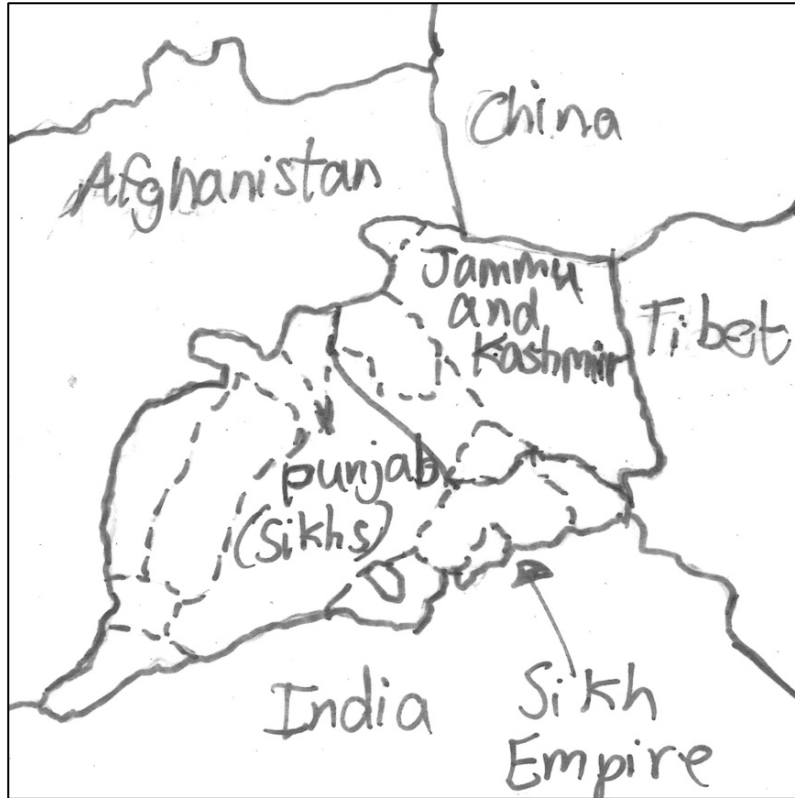 China
Afghanistan
Jammu
and
Kashmir
Tibet
punjab
(Sikhs)
India
Sikh
Empire